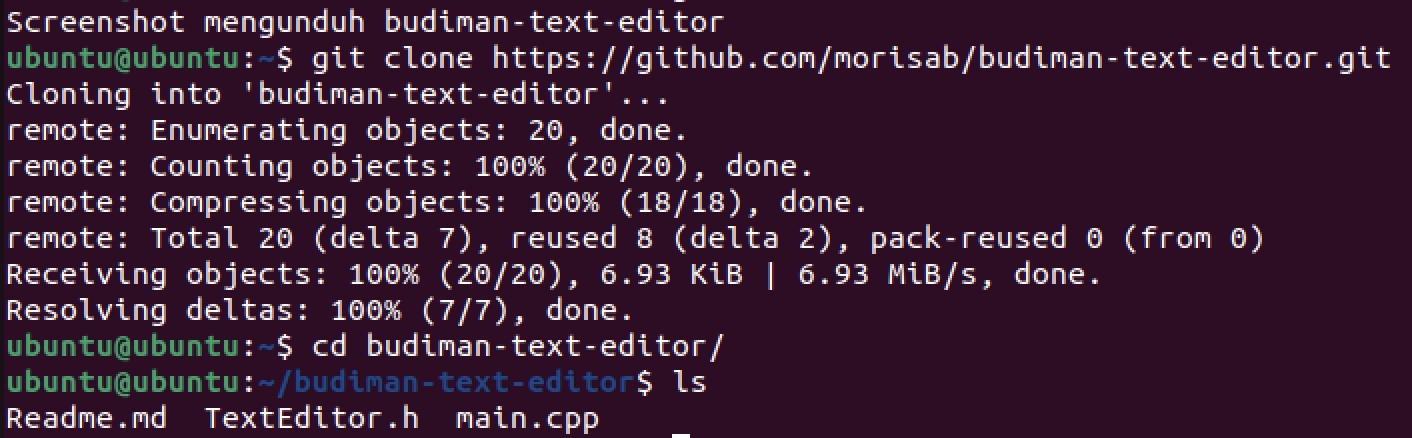 Screenshot mengunduh budiman-text-editor
ubuntu@ubuntu:~$ git clone https://github.com/morisab/budiman-text-editor.git
Cloning into 'budiman-text-editor'...
remote: Enumerating objects: 20, done.
remote: Counting objects: 100% (20/20), done.
remote: Compressing objects: 100% (18/18), done.
remote: Total 20 (delta 7), reused 8 (delta 2), pack-reused 0 (from 0)
Receiving objects: 100% (20/20), 6.93 KiB | 6.93 MiB/s, done.
Resolving deltas: 100% (7/7), done.
ubuntu@ubuntu:~$ cd budiman-text-editor/
ubuntu@ubuntu:~/budiman-text-editor$ ls
Readme.md  TextEditor.h  main.cpp